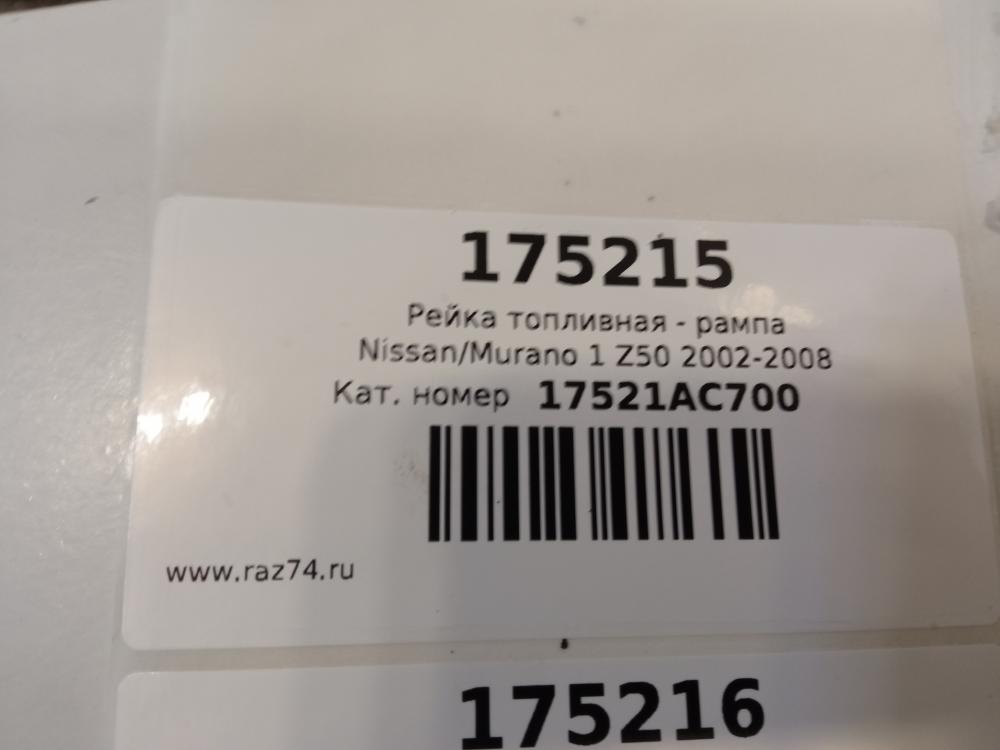 175215
Рейка топливная - рампа
Nissan/Murano 1 Z50 2002-2008
Кат. номер 17521AC700
www.raz74.ru
175216